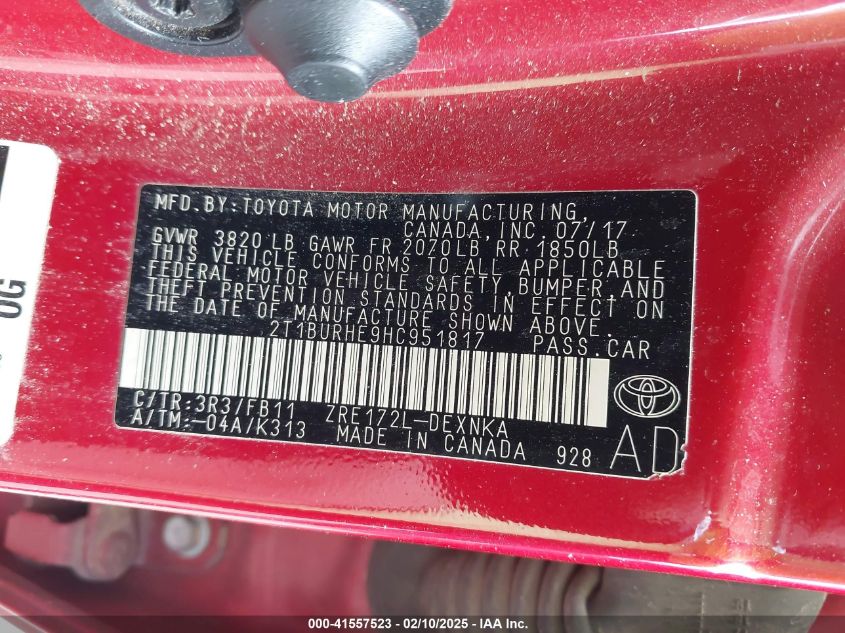 MFD. BY: TOYOTA MOTOR MANUFACTURING,
CANADA, INC. 07/17
GVWR 3820 LB GAWR FR 2070LB RR 1850LB
THIS VEHICLE CONFORMS TO ALL APPLICABLE
FEDERAL MOTOR VEHICLE SAFETY, BUMPER, AND
THEFT PREVENTION STANDARDS IN EFFECT ON
THE DATE OF MANUFACTURE SHOWN ABOVE.
2T1BURHE9HC951817 PASS. CAR
C/TR: 3R3/FB11 ZRE172L-DEXNKA
A/TM: -04A/K313 MADE IN CANADA 928 AD
OG
000-41557523 — 02/10/2025 — IAA Inc.